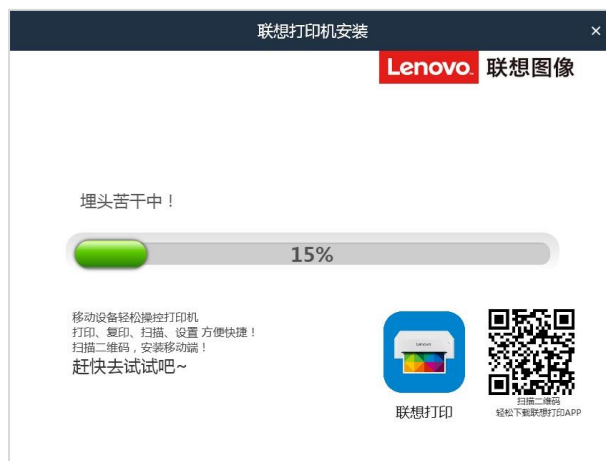 联想打印机安装 ×
Lenovo. 联想图像
埋头苦干中！
15%
移动设备轻松操控打印机
打印、复印、扫描、设置 方便快捷！
扫描二维码，安装移动端！
赶快去试试吧~
Lenovo
联想打印
扫描二维码
轻松下载联想打印APP